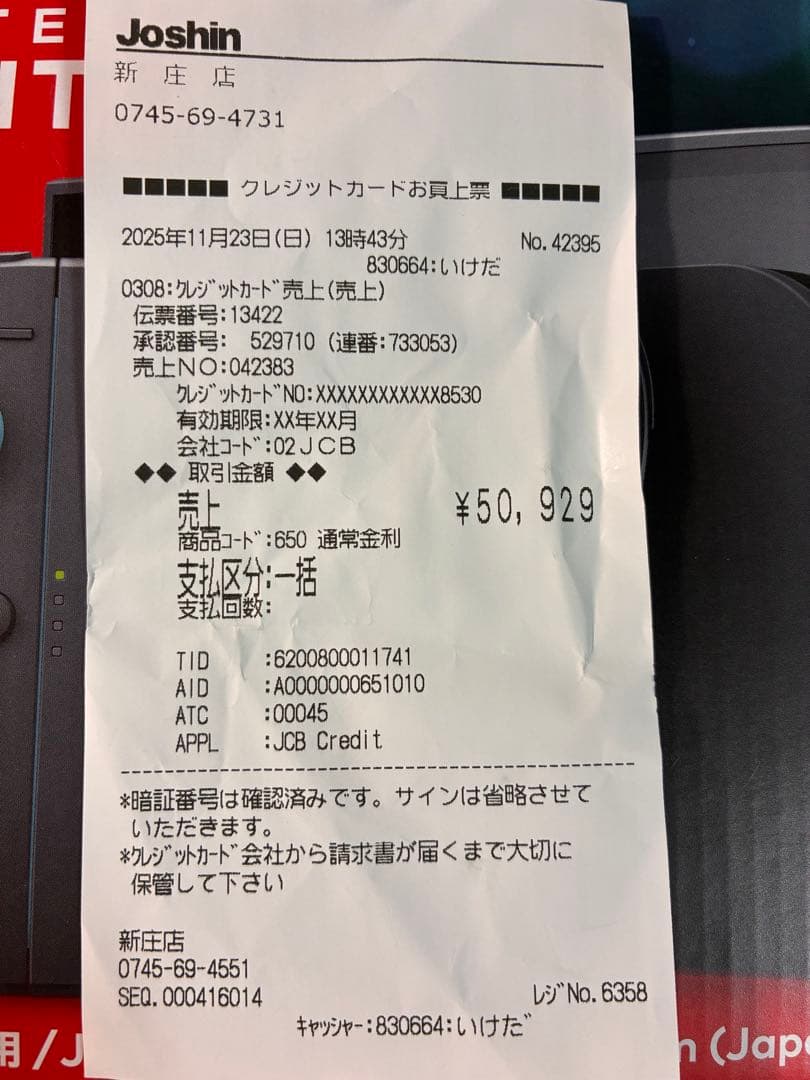 Joshin
新 庄 店
0745-69-4731
■■■■■ クレジットカードお買上票 ■■■■■
2025年11月23日(日) 13時43分 No.42395
830664:いけだ
0308:クレジットカード売上(売上)
伝票番号:13422
承認番号: 529710 (連番:733053)
売上NO:042383
クレジットカードNO:XXXXXXXXXXXX8530
有効期限:XX年XX月
会社コード:02JCB
◆◆ 取引金額 ◆◆
売上 ¥50,929
商品コード:650 通常金利
支払区分:一括
支払回数:
TID :6200800011741
AID :A0000000651010
ATC :00045
APPL :JCB Credit
*暗証番号は確認済みです。サインは省略させて
いただきます。
*クレジットカード会社から請求書が届くまで大切に
保管して下さい
新庄店
0745-69-4551
SEQ.000416014 レジNo.6358
キャッシャー:830664:いけだ